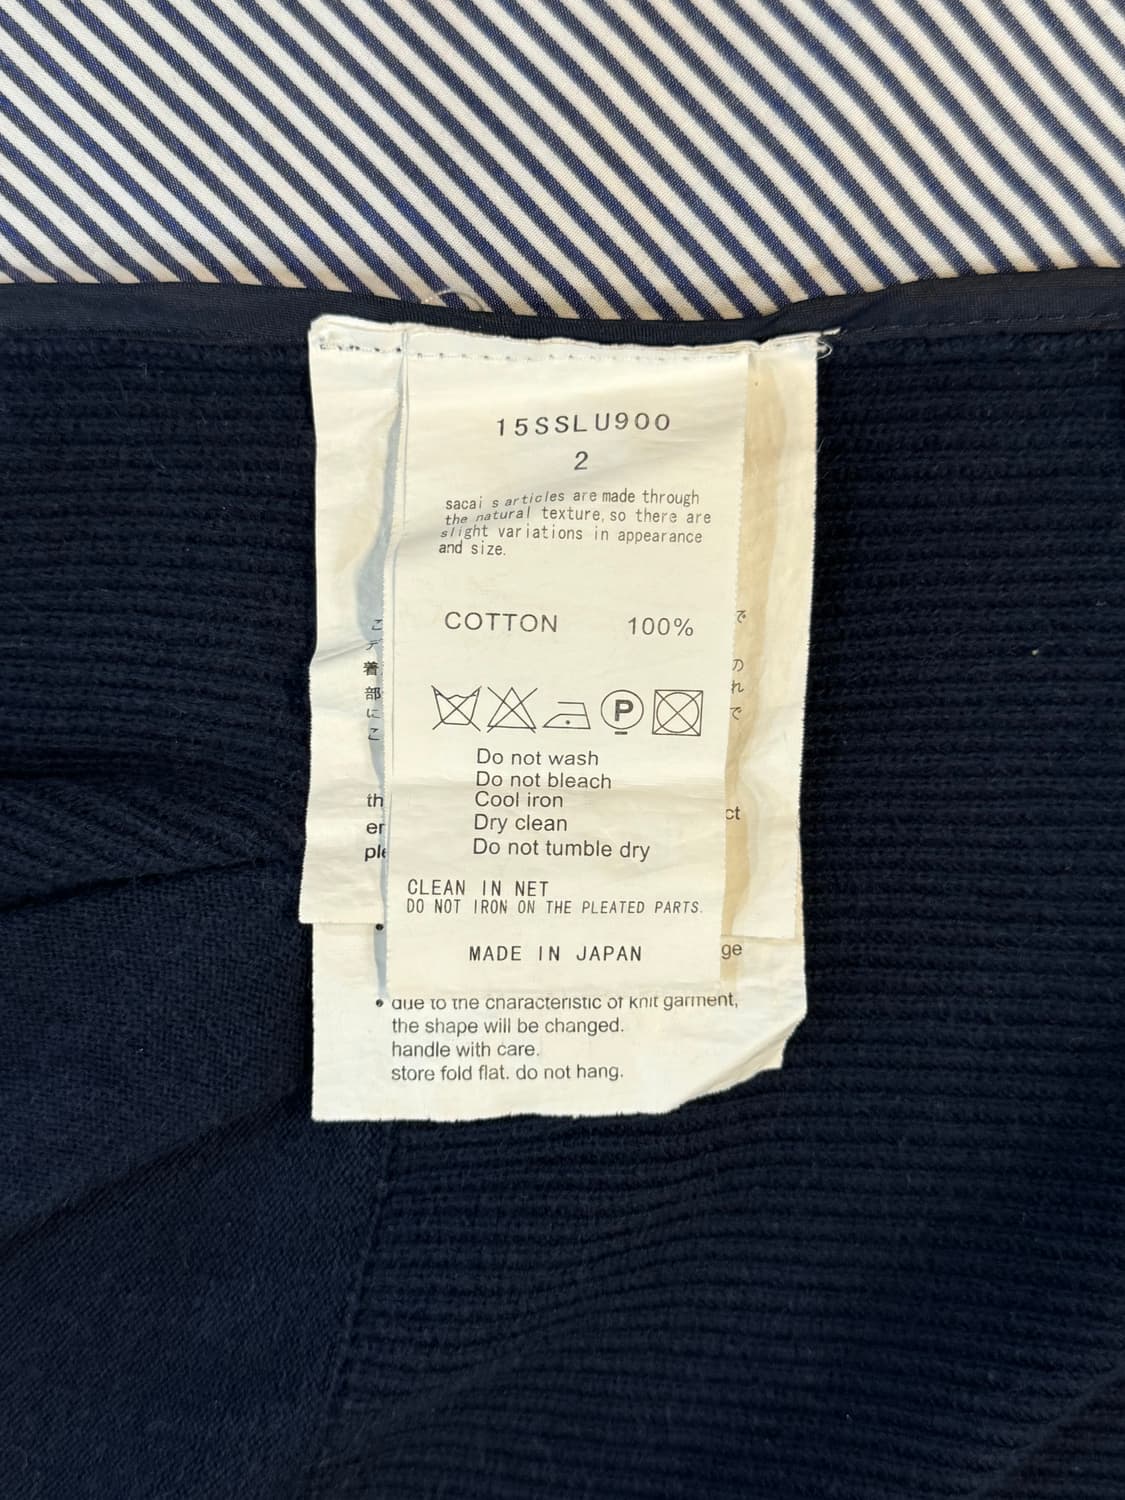 15SSLU900
2
sacai s articles are made through
the natural texture, so there are
slight variations in appearance
and size.
COTTON 100%
P
Do not wash
Do not bleach
Cool iron
Dry clean
Do not tumble dry
CLEAN IN NET
DO NOT IRON ON THE PLEATED PARTS.
MADE IN JAPAN
due to the characteristic of knit garment,
the shape will be changed.
handle with care.
store fold flat. do not hang.